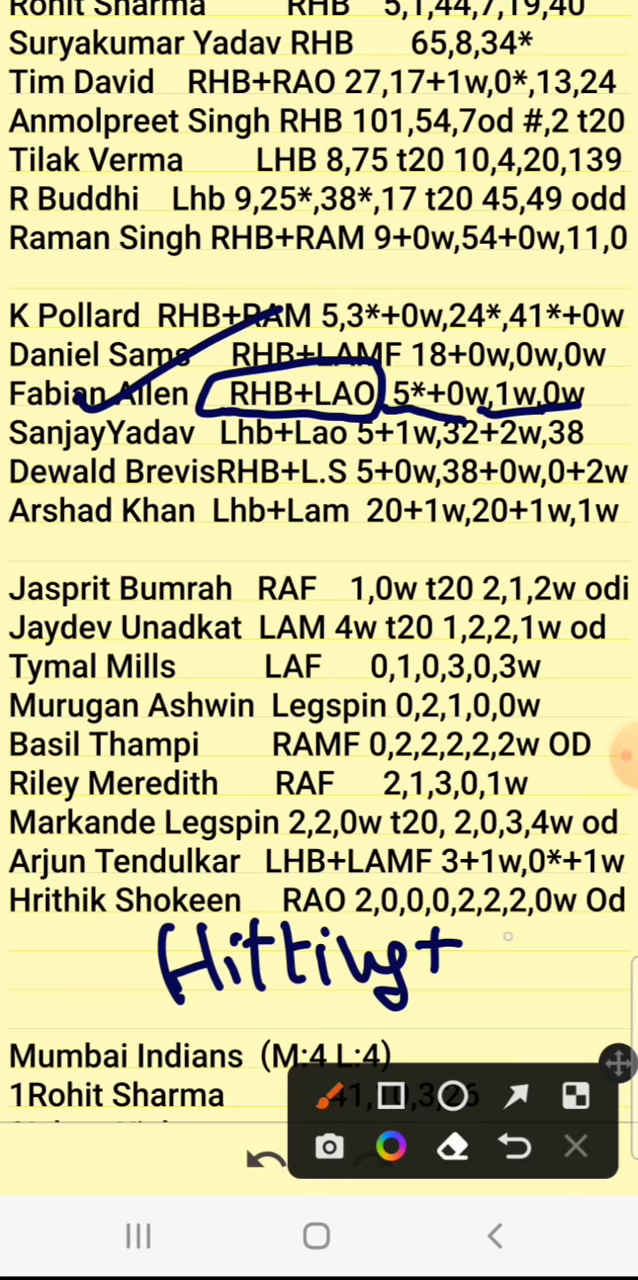 Rohit Sharma RHB 5,1,44,7,19,40
Suryakumar Yadav RHB 65,8,34*
Tim David RHB+RAO 27,17+1w,0*,13,24
Anmolpreet Singh RHB 101,54,7od #,2 t20
Tilak Verma LHB 8,75 t20 10,4,20,139
R Buddhi Lhb 9,25*,38*,17 t20 45,49 odd
Raman Singh RHB+RAM 9+0w,54+0w,11,0
K Pollard RHB+RAM 5,3*+0w,24*,41*+0w
Daniel Sams RHB+LAMF 18+0w,0w,0w
Fabian Allen RHB+LAO 5*+0w,1w,0w
SanjayYadav Lhb+Lao 5+1w,32+2w,38
Dewald BrevisRHB+L.S 5+0w,38+0w,0+2w
Arshad Khan Lhb+Lam 20+1w,20+1w,1w
Jasprit Bumrah RAF 1,0w t20 2,1,2w odi
Jaydev Unadkat LAM 4w t20 1,2,2,1w od
Tymal Mills LAF 0,1,0,3,0,3w
Murugan Ashwin Legspin 0,2,1,0,0w
Basil Thampi RAMF 0,2,2,2,2,2w OD
Riley Meredith RAF 2,1,3,0,1w
Markande Legspin 2,2,0w t20, 2,0,3,4w od
Arjun Tendulkar LHB+LAMF 3+1w,0*+1w
Hrithik Shokeen RAO 2,0,0,0,2,2,2,0w Od
Hitting+
Mumbai Indians (M:4 L:4)
1Rohit Sharma 41,10,3,26